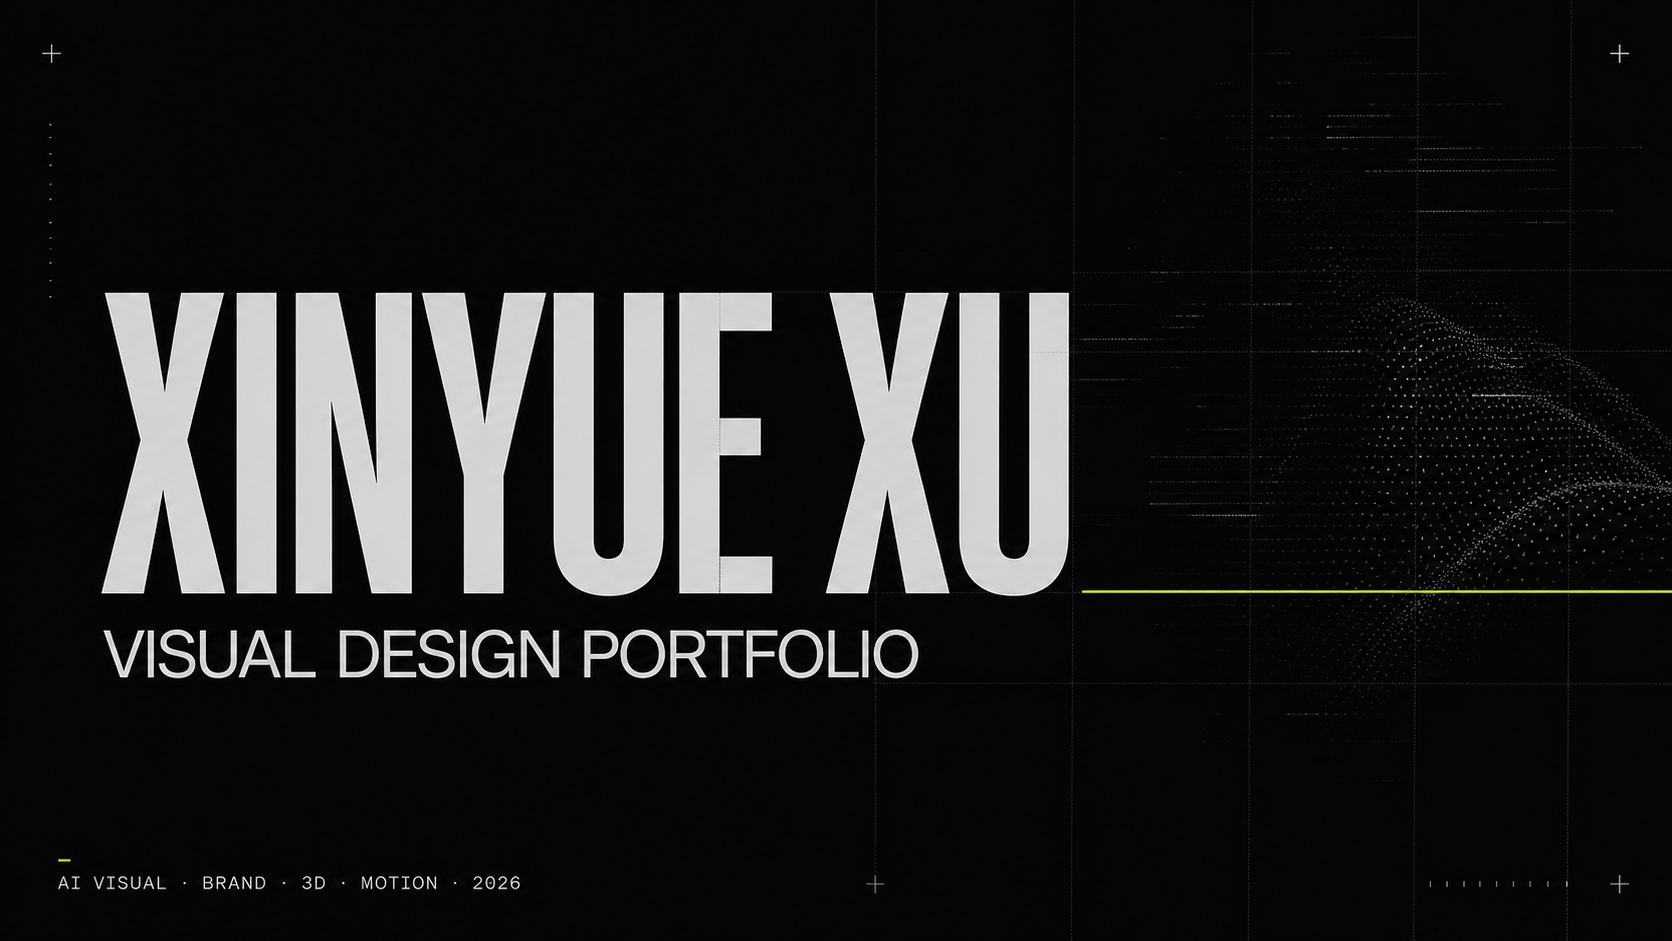 XINYUE XU
VISUAL DESIGN PORTFOLIO
AI VISUAL · BRAND · 3D · MOTION · 2026